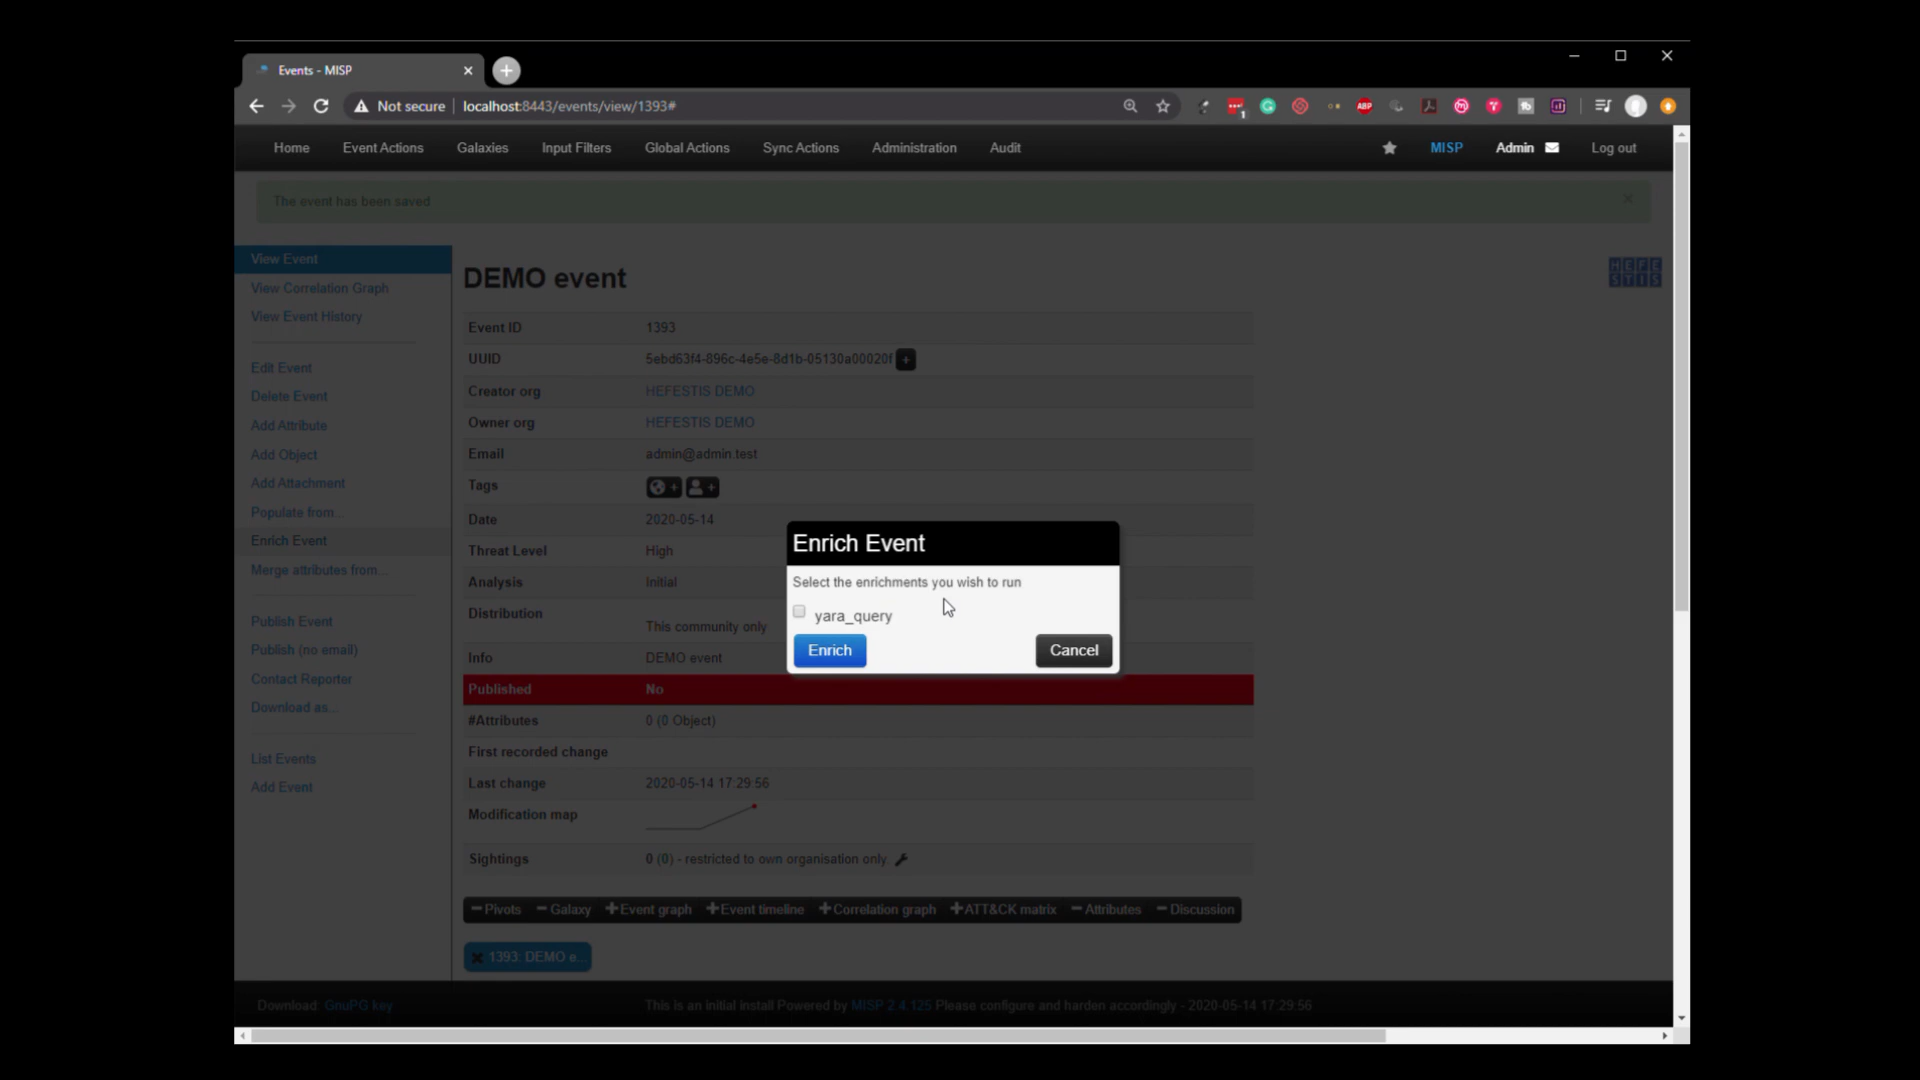 Events - MISP
Not secure | localhost:8443/events/view/1393#
ABP
1
Home Event Actions Galaxies Input Filters Global Actions Sync Actions Administration Audit MISP Admin Log out
The event has been saved ×
View Event
View Correlation Graph
View Event History
Edit Event
Delete Event
Add Attribute
Add Object
Add Attachment
Populate from...
Enrich Event
Merge attributes from...
Publish Event
Publish (no email)
Contact Reporter
Download as...
List Events
Add Event
DEMO event
HEFE
STIS
Event ID 1393
UUID 5ebd63f4-896c-4e5e-8d1b-05130a00020f +
Creator org HEFESTIS DEMO
Owner org HEFESTIS DEMO
Email admin@admin.test
Tags + +
Date 2020-05-14
Threat Level High
Analysis Initial
Distribution This community only
Info DEMO event
Published No
#Attributes 0 (0 Object)
First recorded change
Last change 2020-05-14 17:29:56
Modification map
Sightings 0 (0) - restricted to own organisation only.
Enrich Event
Select the enrichments you wish to run
yara_query
Enrich Cancel
Pivots Galaxy +Event graph +Event timeline +Correlation graph +ATT&CK matrix Attributes Discussion
1393: DEMO e...
Download: GnuPG key This is an initial install Powered by MISP 2.4.125 Please configure and harden accordingly - 2020-05-14 17:29:56